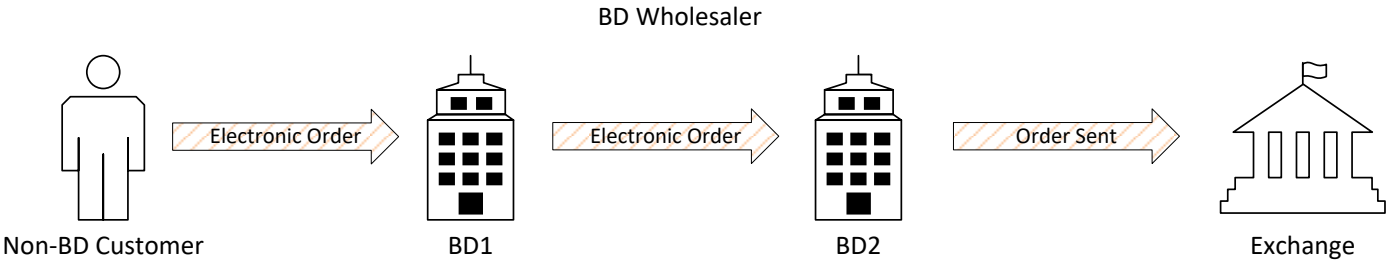 BD Wholesaler
Electronic Order
Electronic Order
Order Sent
Non-BD Customer
BD1
BD2
Exchange